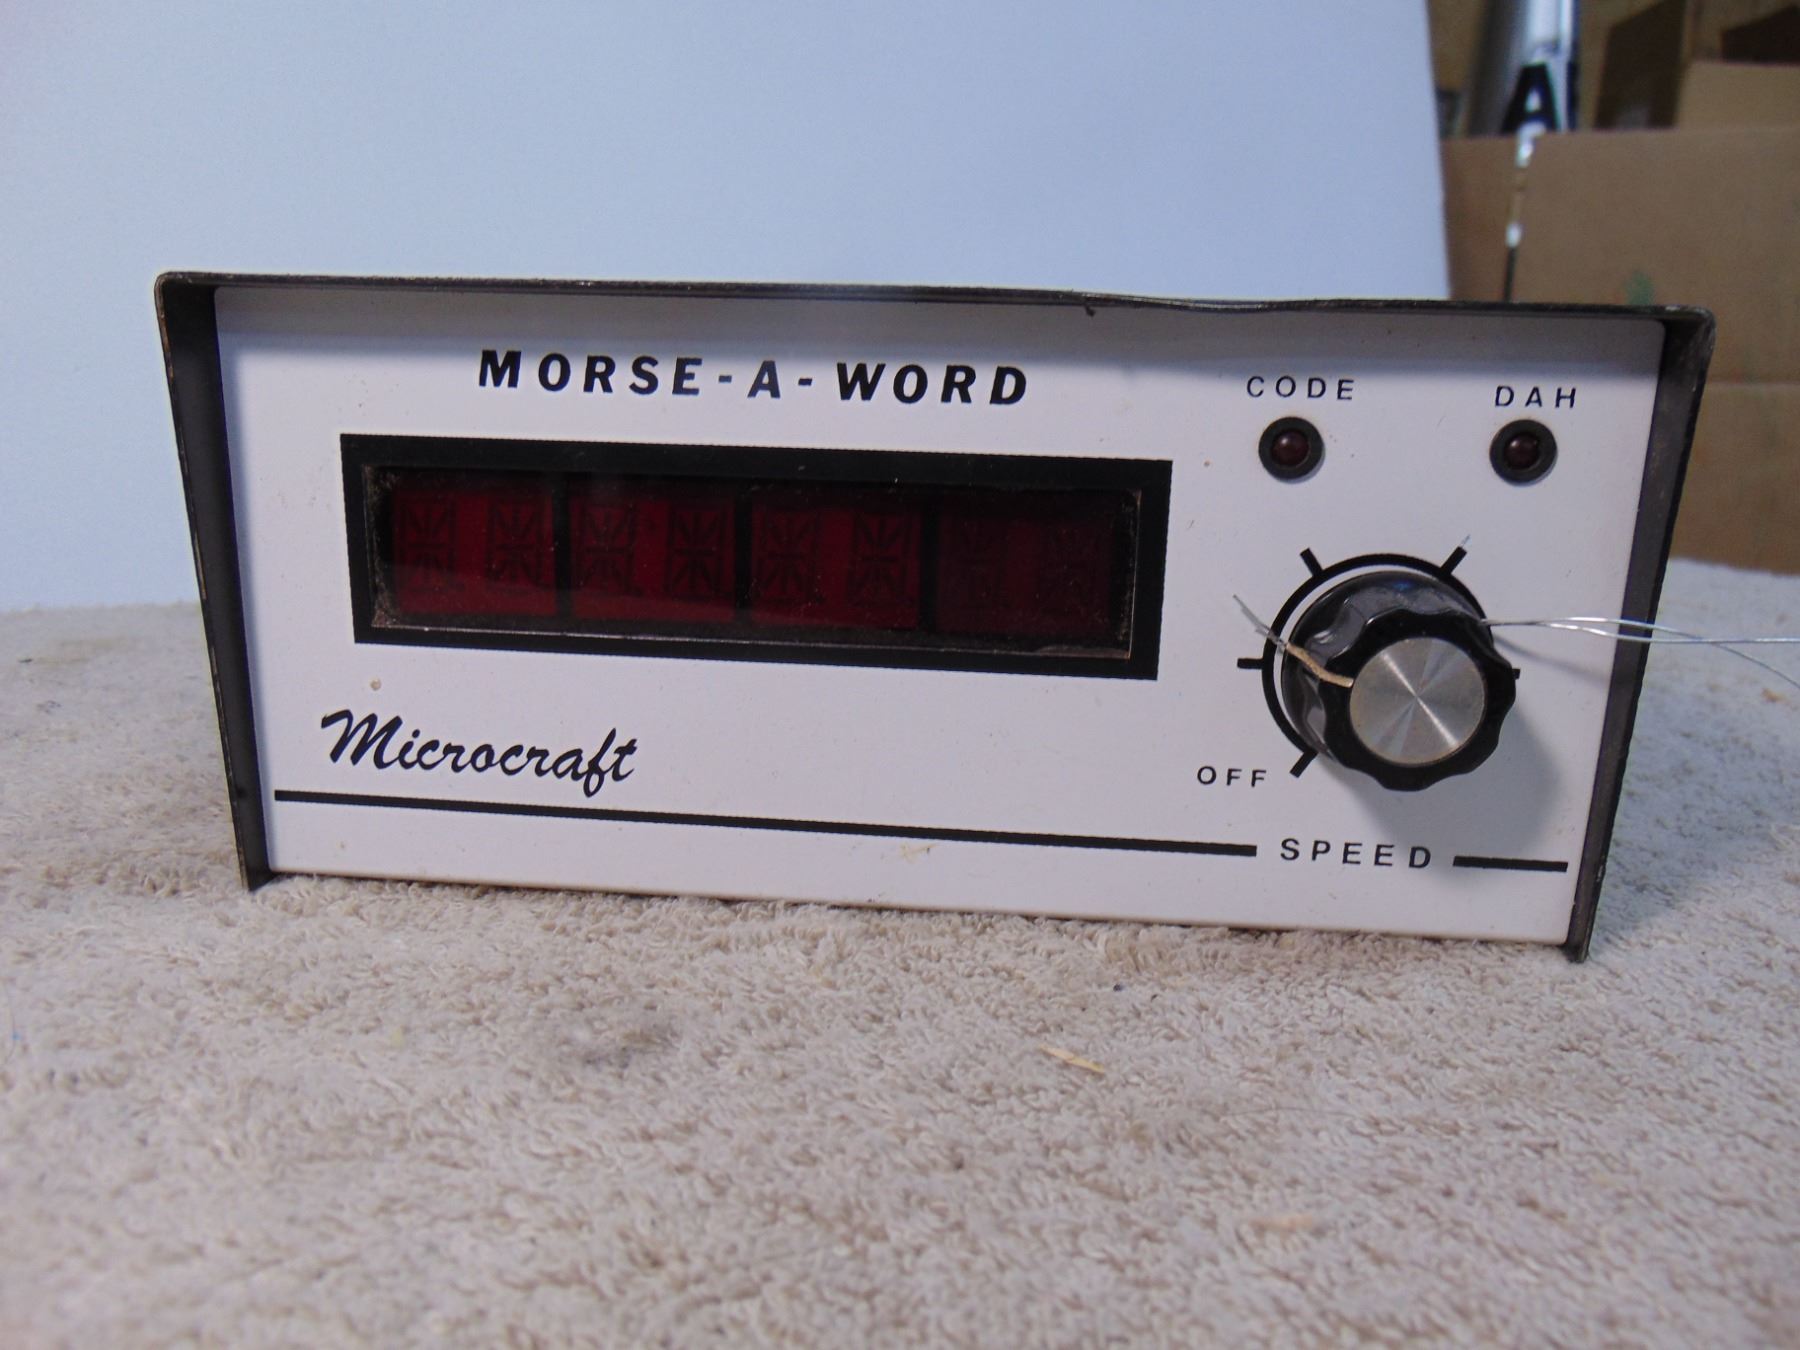 MORSE-A-WORD
CODE
DAH
Microcraft
OFF
SPEED
A